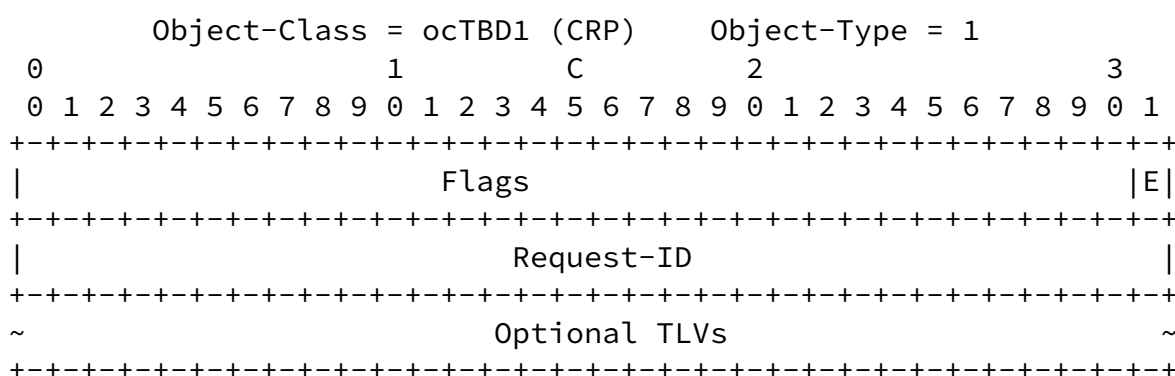 Object-Class = ocTBD1 (CRP)    Object-Type = 1
0                   1         C         2                   3
0 1 2 3 4 5 6 7 8 9 0 1 2 3 4 5 6 7 8 9 0 1 2 3 4 5 6 7 8 9 0 1
+-+-+-+-+-+-+-+-+-+-+-+-+-+-+-+-+-+-+-+-+-+-+-+-+-+-+-+-+-+-+-+-+
|                       Flags                                 |E|
+-+-+-+-+-+-+-+-+-+-+-+-+-+-+-+-+-+-+-+-+-+-+-+-+-+-+-+-+-+-+-+-+
|                           Request-ID                          |
+-+-+-+-+-+-+-+-+-+-+-+-+-+-+-+-+-+-+-+-+-+-+-+-+-+-+-+-+-+-+-+-+
~                          Optional TLVs                        ~
+-+-+-+-+-+-+-+-+-+-+-+-+-+-+-+-+-+-+-+-+-+-+-+-+-+-+-+-+-+-+-+-+